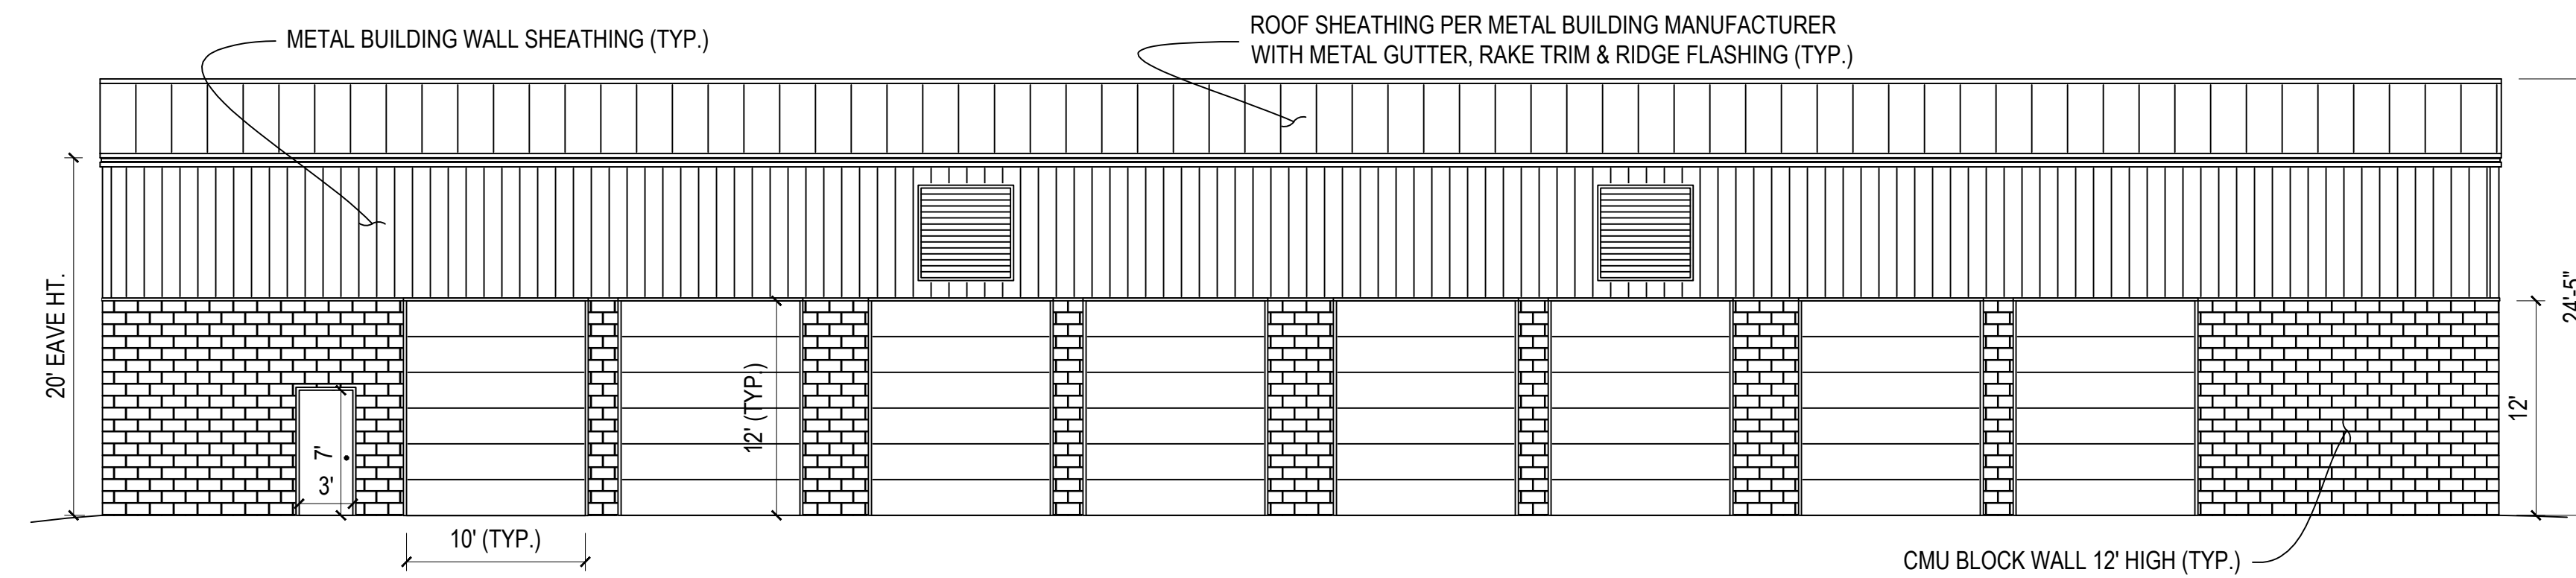 METAL BUILDING WALL SHEATHING (TYP.)
ROOF SHEATHING PER METAL BUILDING MANUFACTURER
WITH METAL GUTTER, RAKE TRIM & RIDGE FLASHING (TYP.)
20' EAVE HT.
24'-5"
12' (TYP.)
12'
7'
3'
10' (TYP.)
CMU BLOCK WALL 12' HIGH (TYP.)